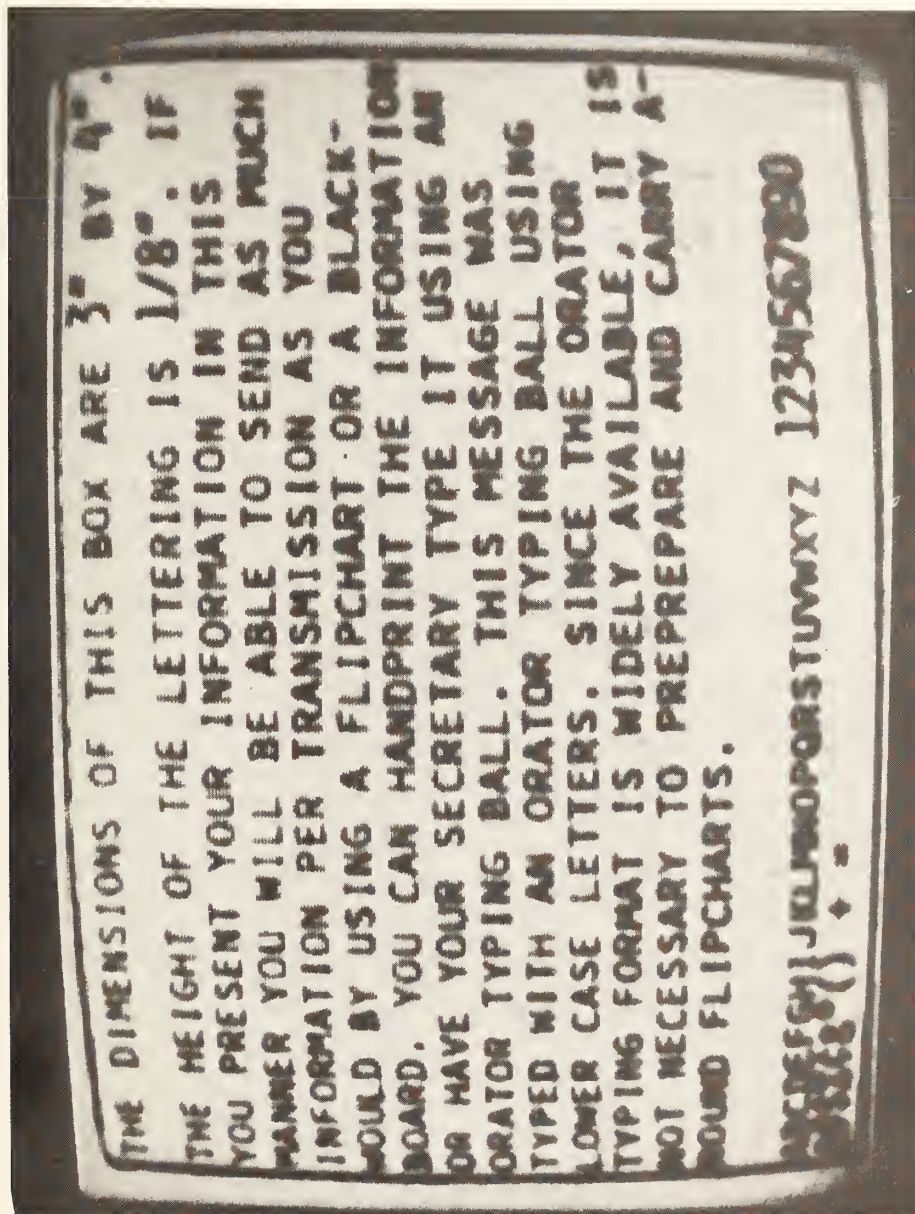 THE DIMENSIONS OF THIS BOX ARE 3" BY 4".
THE HEIGHT OF THE LETTERING IS 1/8". IF
YOU PRESENT YOUR INFORMATION IN THIS
MANNER YOU WILL BE ABLE TO SEND AS MUCH
INFORMATION PER TRANSMISSION AS YOU
WOULD BY USING A FLIPCHART OR A BLACK-
BOARD. YOU CAN HANDPRINT THE INFORMATION
OR HAVE YOUR SECRETARY TYPE IT USING AN
ORATOR TYPING BALL. THIS MESSAGE WAS
TYPED WITH AN ORATOR TYPING BALL USING
LOWER CASE LETTERS. SINCE THE ORATOR
TYPING FORMAT IS WIDELY AVAILABLE, IT IS
NOT NECESSARY TO PREPREPARE AND CARRY A-
ROUND FLIPCHARTS.
ABCDEFGHIJKLMNOPQRSTUVWXYZ 1234567890
+ =